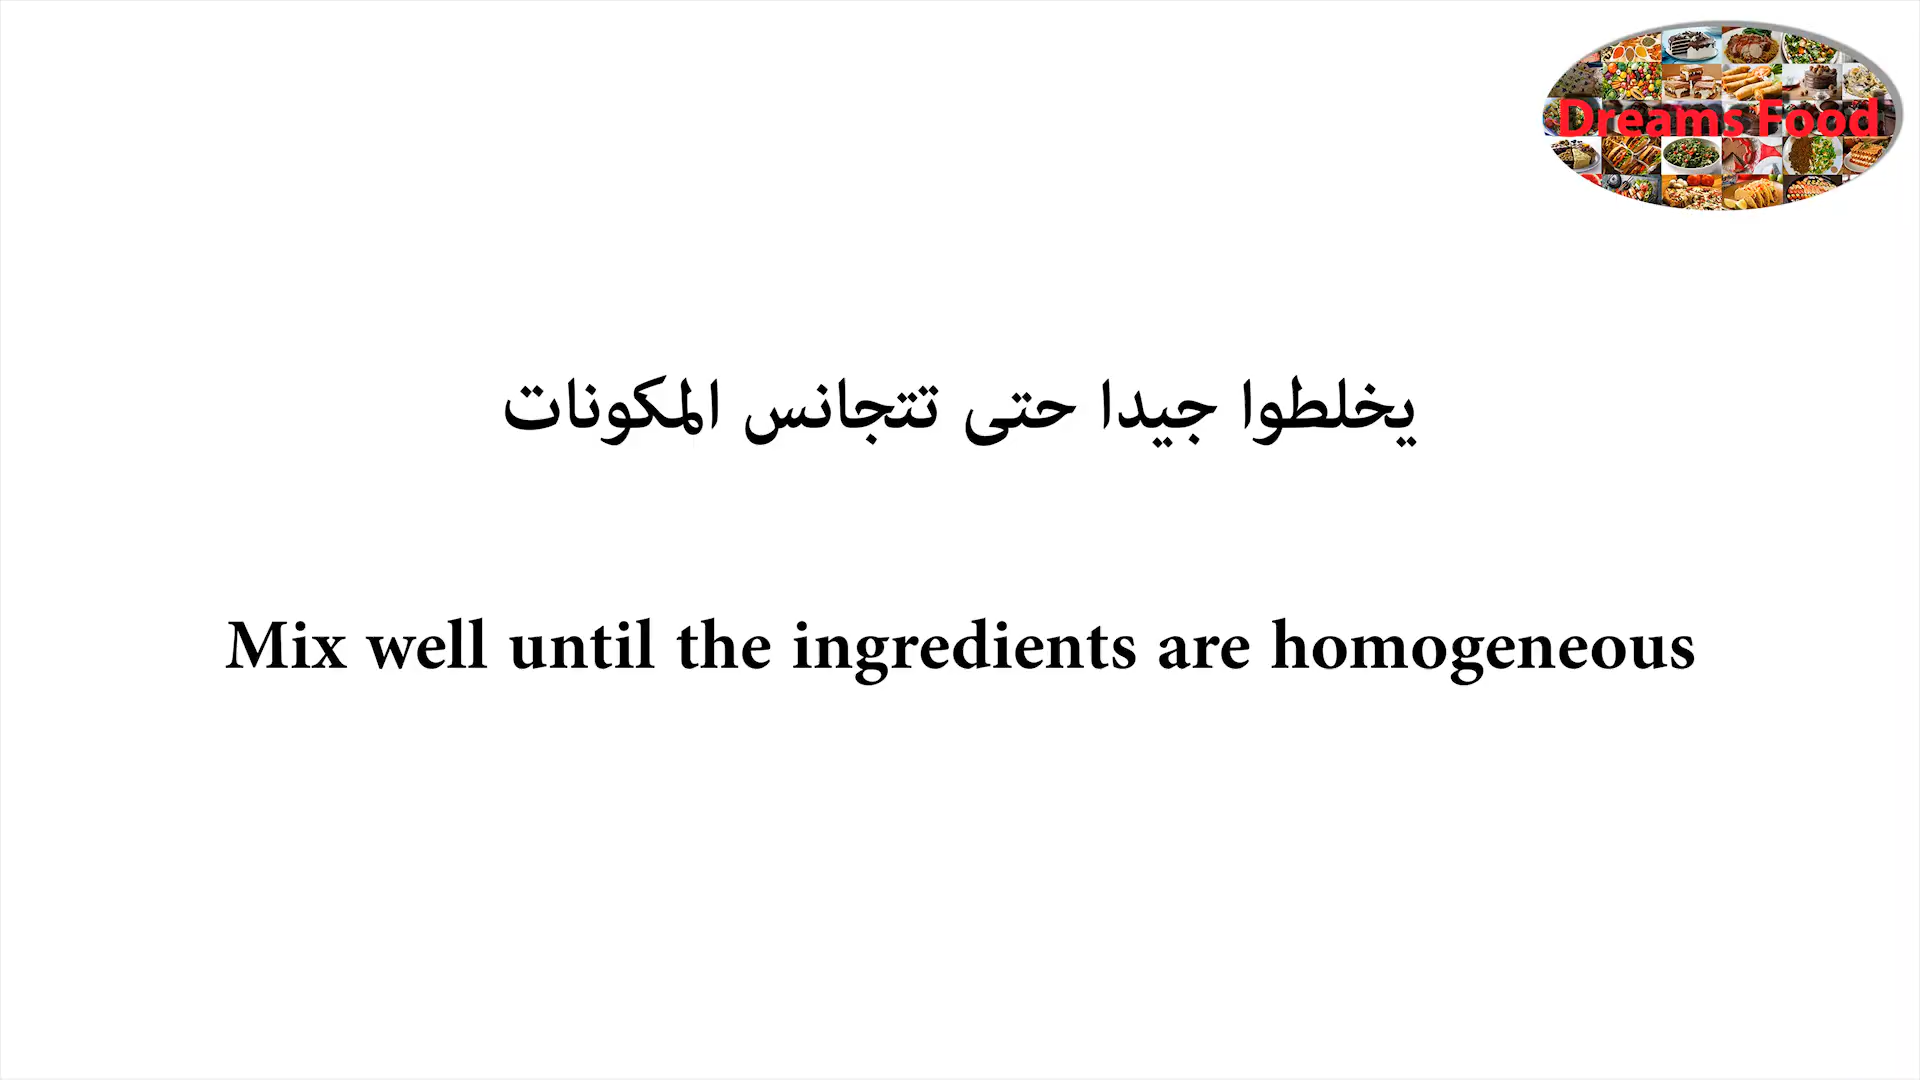 Dreams Food
يخلطوا جيدا حتى تتجانس المكونات
Mix well until the ingredients are homogeneous